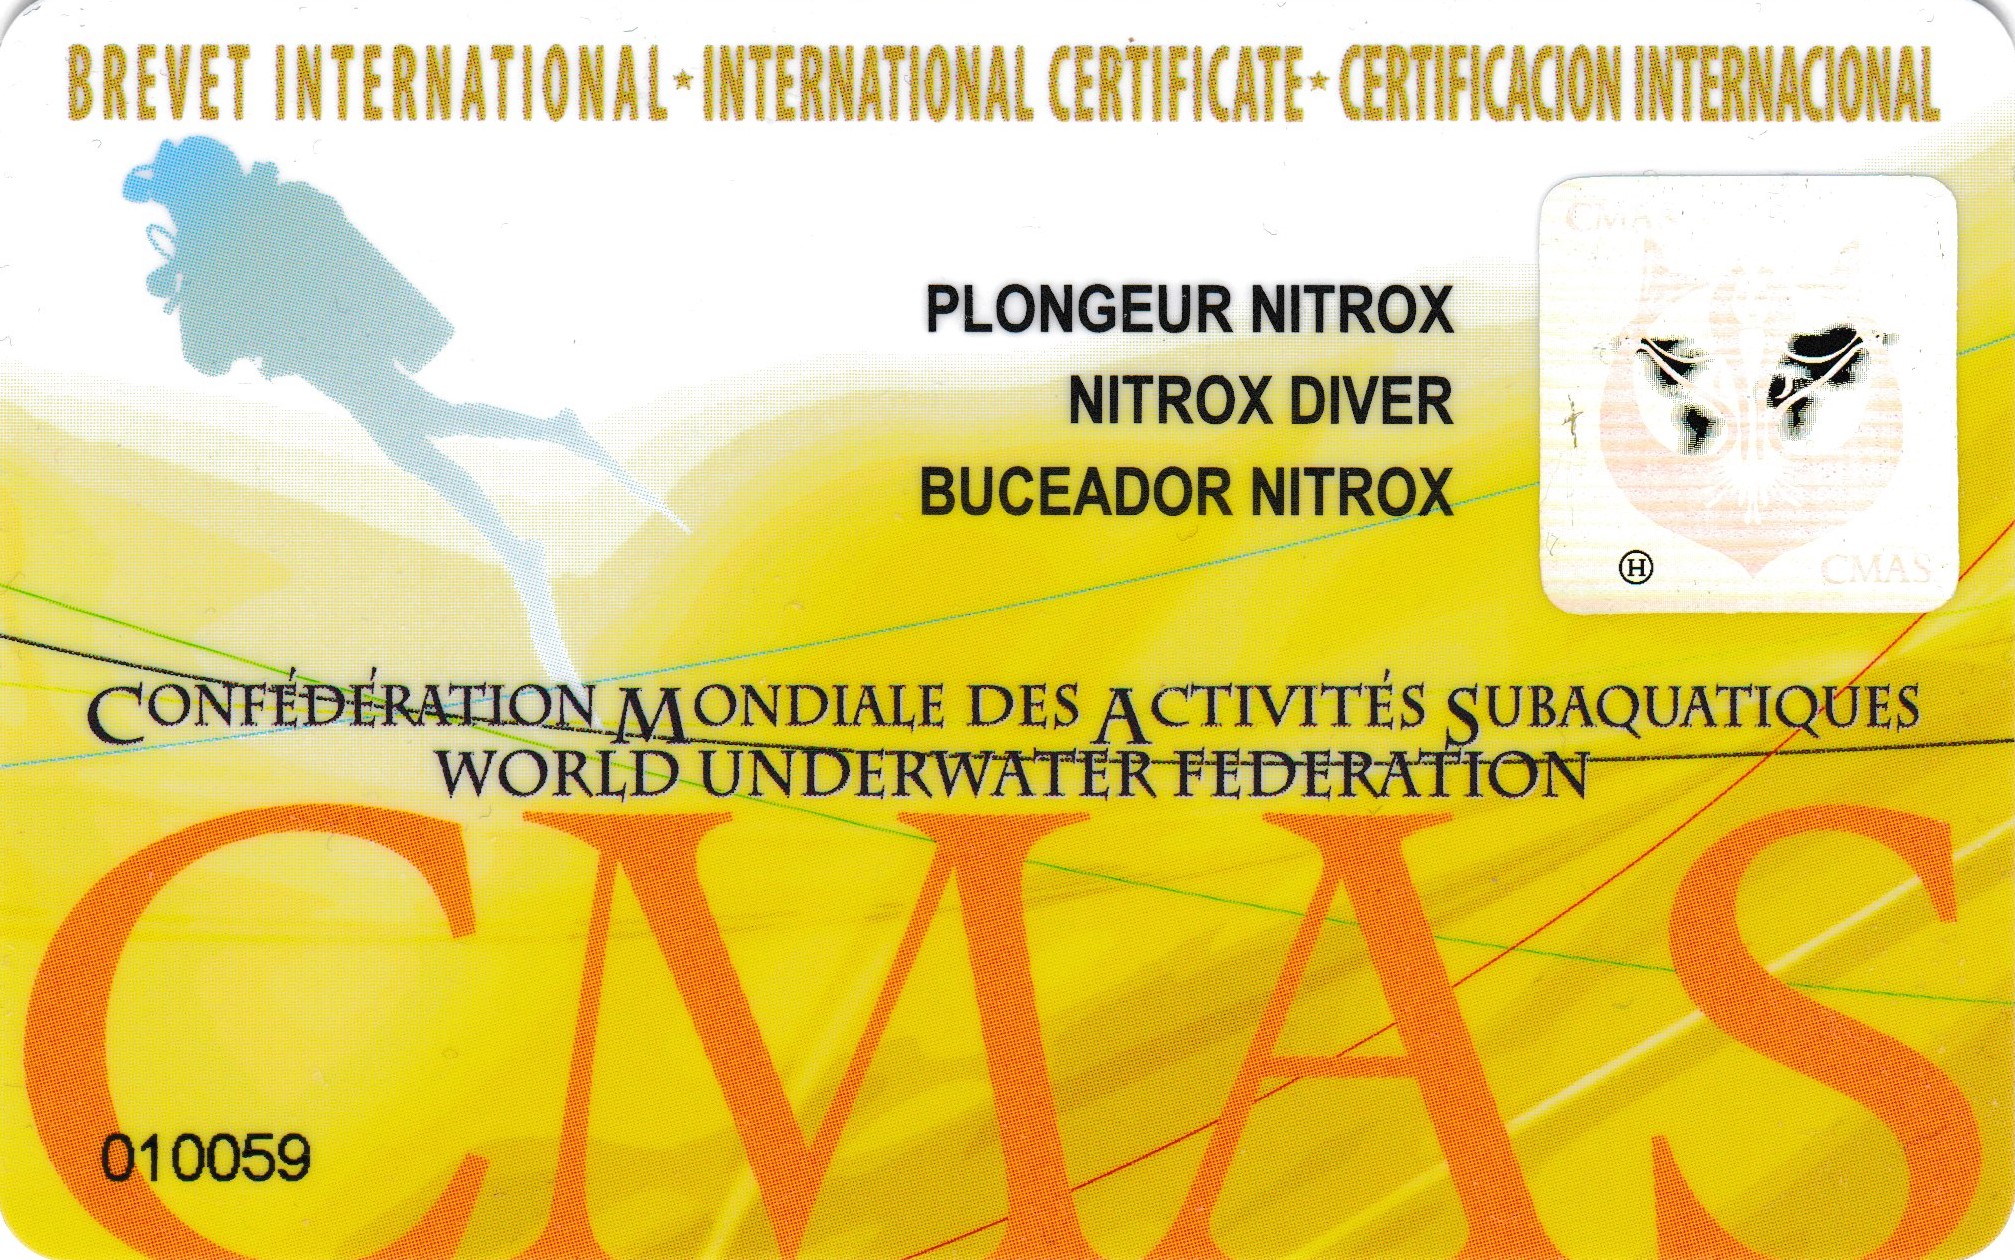 BREVET INTERNATIONAL ★ INTERNATIONAL CERTIFICATE ★ CERTIFICACION INTERNACIONAL
CMAS
PLONGEUR NITROX
NITROX DIVER
BUCEADOR NITROX
H
CMAS
CONFÉDÉRATION MONDIALE DES ACTIVITÉS SUBAQUATIQUES
WORLD UNDERWATER FEDERATION
CMAS
010059